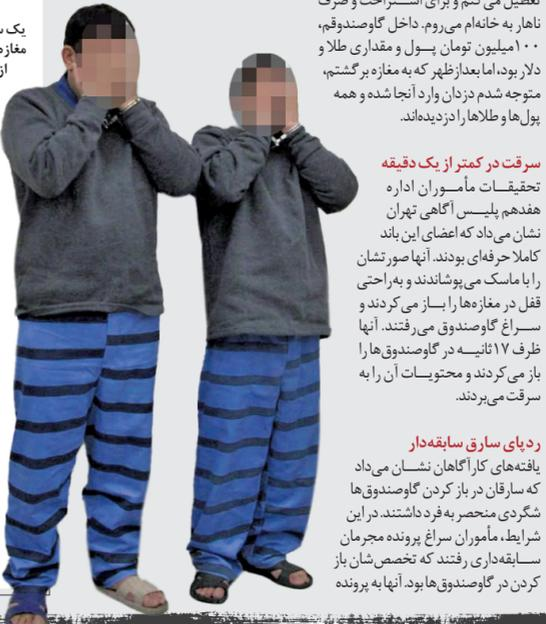 تعطیل می کنم و برای استراحت و صرف
ناهار به خانه‌ام می‌روم. داخل گاوصندوقم،
۱۰۰میلیون تومان پول و مقداری طلا و
دلار بود، اما بعدازظهر که به مغازه برگشتم،
متوجه شدم دزدان وارد آنجا شده و همه
پول‌ها و طلاها را دزدیده‌اند.
سرقت در کمتر از یک دقیقه
تحقیقات مأموران اداره
هفدهم پلیس آگاهی تهران
نشان می‌داد که اعضای این باند
کاملا حرفه‌ای بودند. آنها صورتشان
را با ماسک می‌پوشاندند و به‌راحتی
قفل در مغازه‌ها را باز می‌کردند و
سراغ گاوصندوق می‌رفتند. آنها
ظرف ۱۷ثانیه در گاوصندوق‌ها را
باز می‌کردند و محتویات آن را به
سرقت می‌بردند.
ردپای سارق سابقه‌دار
یافته‌های کارآگاهان نشان می‌داد
که سارقان در باز کردن گاوصندوق‌ها
شگردی منحصر به فرد داشتند. در این
شرایط، مأموران سراغ پرونده مجرمان
سابقه‌داری رفتند که تخصص‌شان باز
کردن در گاوصندوق‌ها بود. آنها به پرونده
یک
مغازه
از